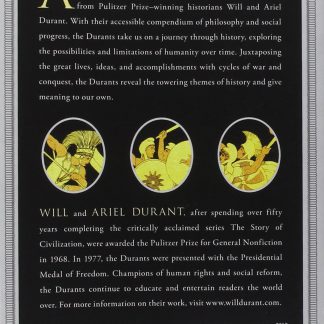 A
from Pulitzer Prize–winning historians Will and Ariel
Durant. With their accessible compendium of philosophy and social
progress, the Durants take us on a journey through history, exploring
the possibilities and limitations of humanity over time. Juxtaposing
the great lives, ideas, and accomplishments with cycles of war and
conquest, the Durants reveal the towering themes of history and give
meaning to our own.
WILL and ARIEL DURANT, after spending over fifty
years completing the critically acclaimed series The Story of
Civilization, were awarded the Pulitzer Prize for General Nonfiction
in 1968. In 1977, the Durants were presented with the Presidential
Medal of Freedom. Champions of human rights and social reform,
the Durants continue to educate and entertain readers the world
over. For more information on their work, visit www.willdurant.com.